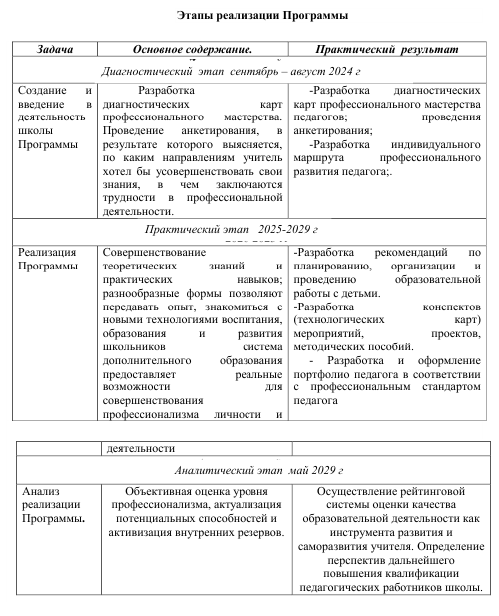 Этапы реализации Программы
Задача Основное содержание. Практический результат
Диагностический этап сентябрь – август 2024 г
Создание и
введение в
деятельность
школы
Программы
Разработка
диагностических карт
профессионального мастерства.
Проведение анкетирования, в
результате которого выясняется,
по каким направлениям учитель
хотел бы усовершенствовать свои
знания, в чем заключаются
трудности в профессиональной
деятельности.
-Разработка диагностических
карт профессионального мастерства
педагогов; проведения
анкетирования;
-Разработка индивидуального
маршрута профессионального
развития педагога;.
Практический этап 2025-2029 г
Реализация
Программы
Совершенствование
теоретических знаний и
практических навыков;
разнообразные формы позволяют
передавать опыт, знакомиться с
новыми технологиями воспитания,
образования и развития
школьников система
дополнительного образования
предоставляет реальные
возможности для
совершенствования
профессионализма личности и
-Разработка рекомендаций по
планированию, организации и
проведению образовательной
работы с детьми.
-Разработка конспектов
(технологических карт)
мероприятий, проектов,
методических пособий.
- Разработка и оформление
портфолио педагога в соответствии
с профессиональным стандартом
педагога
деятельности
Аналитический этап май 2029 г
Анализ
реализации
Программы.
Объективная оценка уровня
профессионализма, актуализация
потенциальных способностей и
активизация внутренних резервов.
Осуществление рейтинговой
системы оценки качества
образовательной деятельности как
инструмента развития и
саморазвития учителя. Определение
перспектив дальнейшего
повышения квалификации
педагогических работников школы.